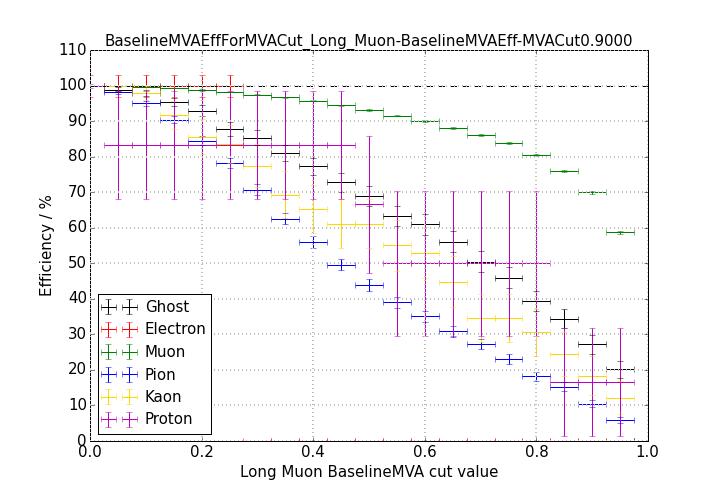 BaselineMVAEffForMVACut_Long_Muon-BaselineMVAEff-MVACut0.9000
110
100
90
80
70
60
50
40
30
20
10
0
Efficiency / %
Ghost
Electron
Muon
Pion
Kaon
Proton
0.0 0.2 0.4 0.6 0.8 1.0
Long Muon BaselineMVA cut value